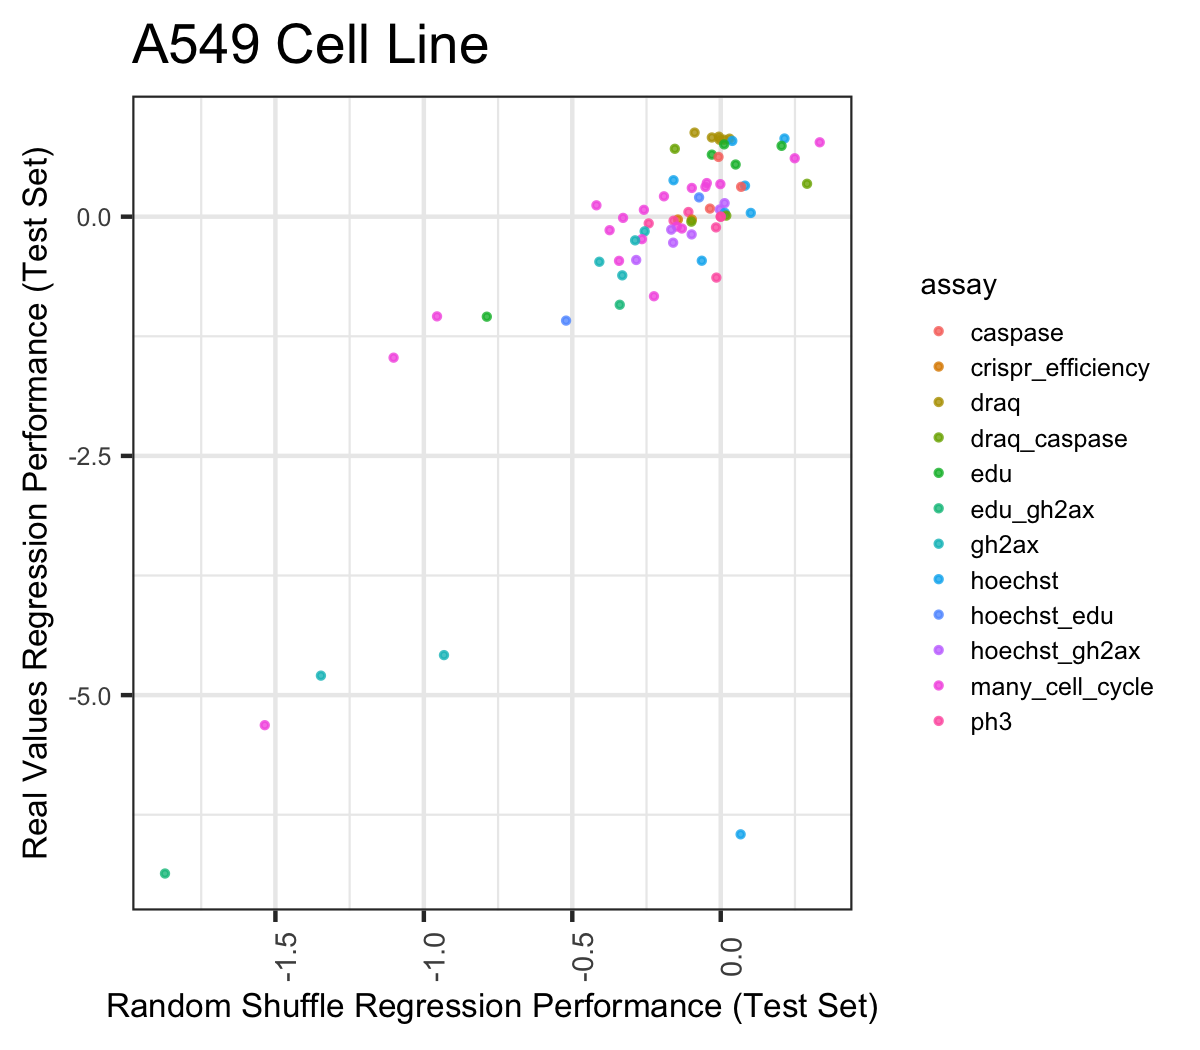 A549 Cell Line
Real Values Regression Performance (Test Set)
0.0
-2.5
-5.0
-1.5
-1.0
-0.5
0.0
Random Shuffle Regression Performance (Test Set)
assay
caspase
crispr_efficiency
draq
draq_caspase
edu
edu_gh2ax
gh2ax
hoechst
hoechst_edu
hoechst_gh2ax
many_cell_cycle
ph3